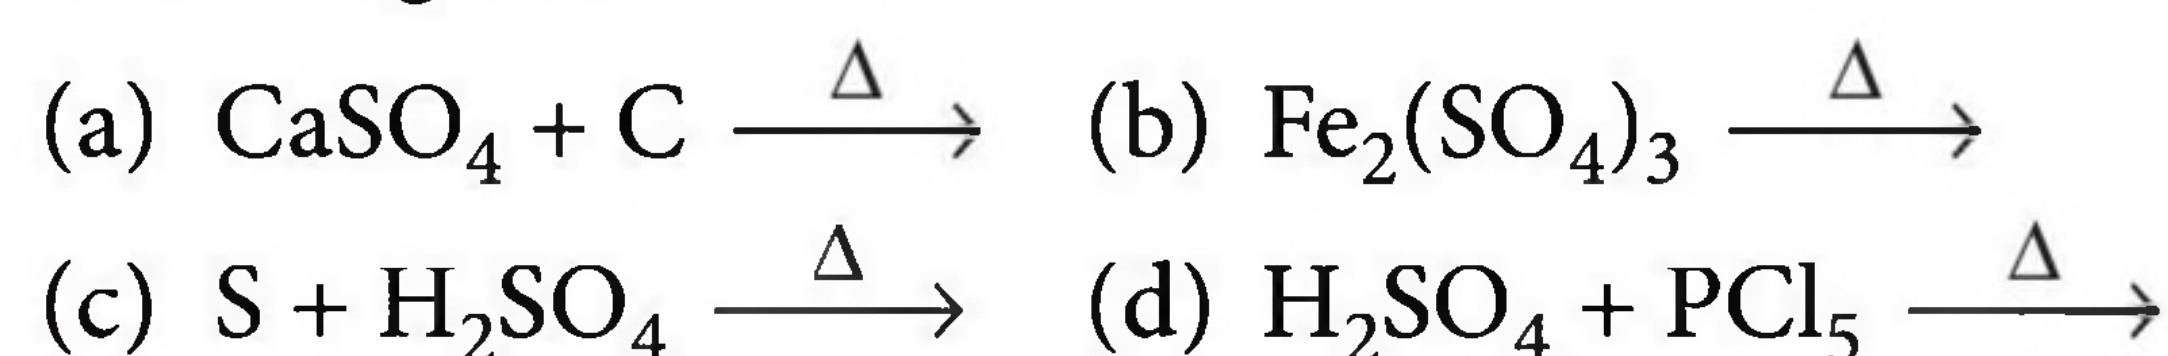 (a) CaSO₄ + C —Δ→ (b) Fe₂(SO₄)₃ —Δ→
(c) S + H₂SO₄ —Δ→ (d) H₂SO₄ + PCl₅ —Δ→